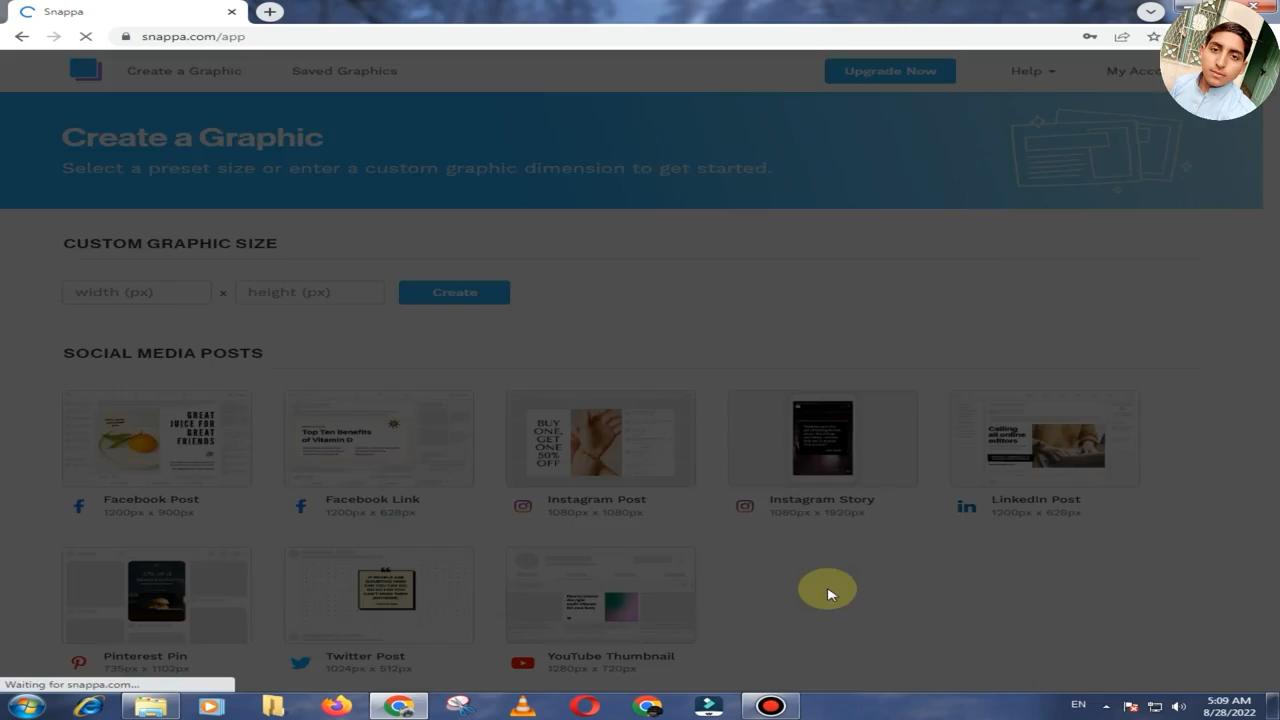 Snappa
snappa.com/app
Create a Graphic
Saved Graphics
Upgrade Now
Help
My Acco
Create a Graphic
Select a preset size or enter a custom graphic dimension to get started.
CUSTOM GRAPHIC SIZE
width (px)
x
height (px)
Create
SOCIAL MEDIA POSTS
GREAT
JUICE FOR
GREAT
FRIENDS
Top Ten Benefits
of Vitamin D
BUY
ONE,
GET
ONE
50%
OFF
Calling
all online
editors
Facebook Post
1200px x 900px
Facebook Link
1200px x 628px
Instagram Post
1080px x 1080px
Instagram Story
1080px x 1920px
LinkedIn Post
1200px x 628px
Pinterest Pin
735px x 1102px
Twitter Post
1024px x 512px
YouTube Thumbnail
1280px x 720px
Waiting for snappa.com...
EN
5:09 AM
8/28/2022